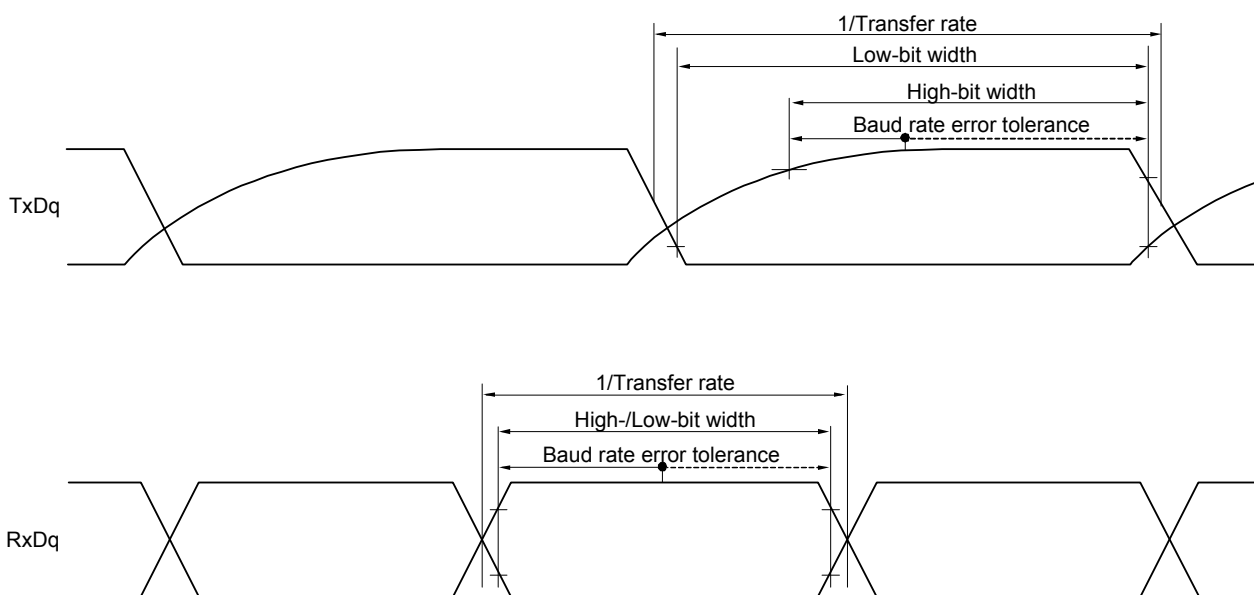 1/Transfer rate
Low-bit width
High-bit width
Baud rate error tolerance
TxDq
1/Transfer rate
High-/Low-bit width
Baud rate error tolerance
RxDq